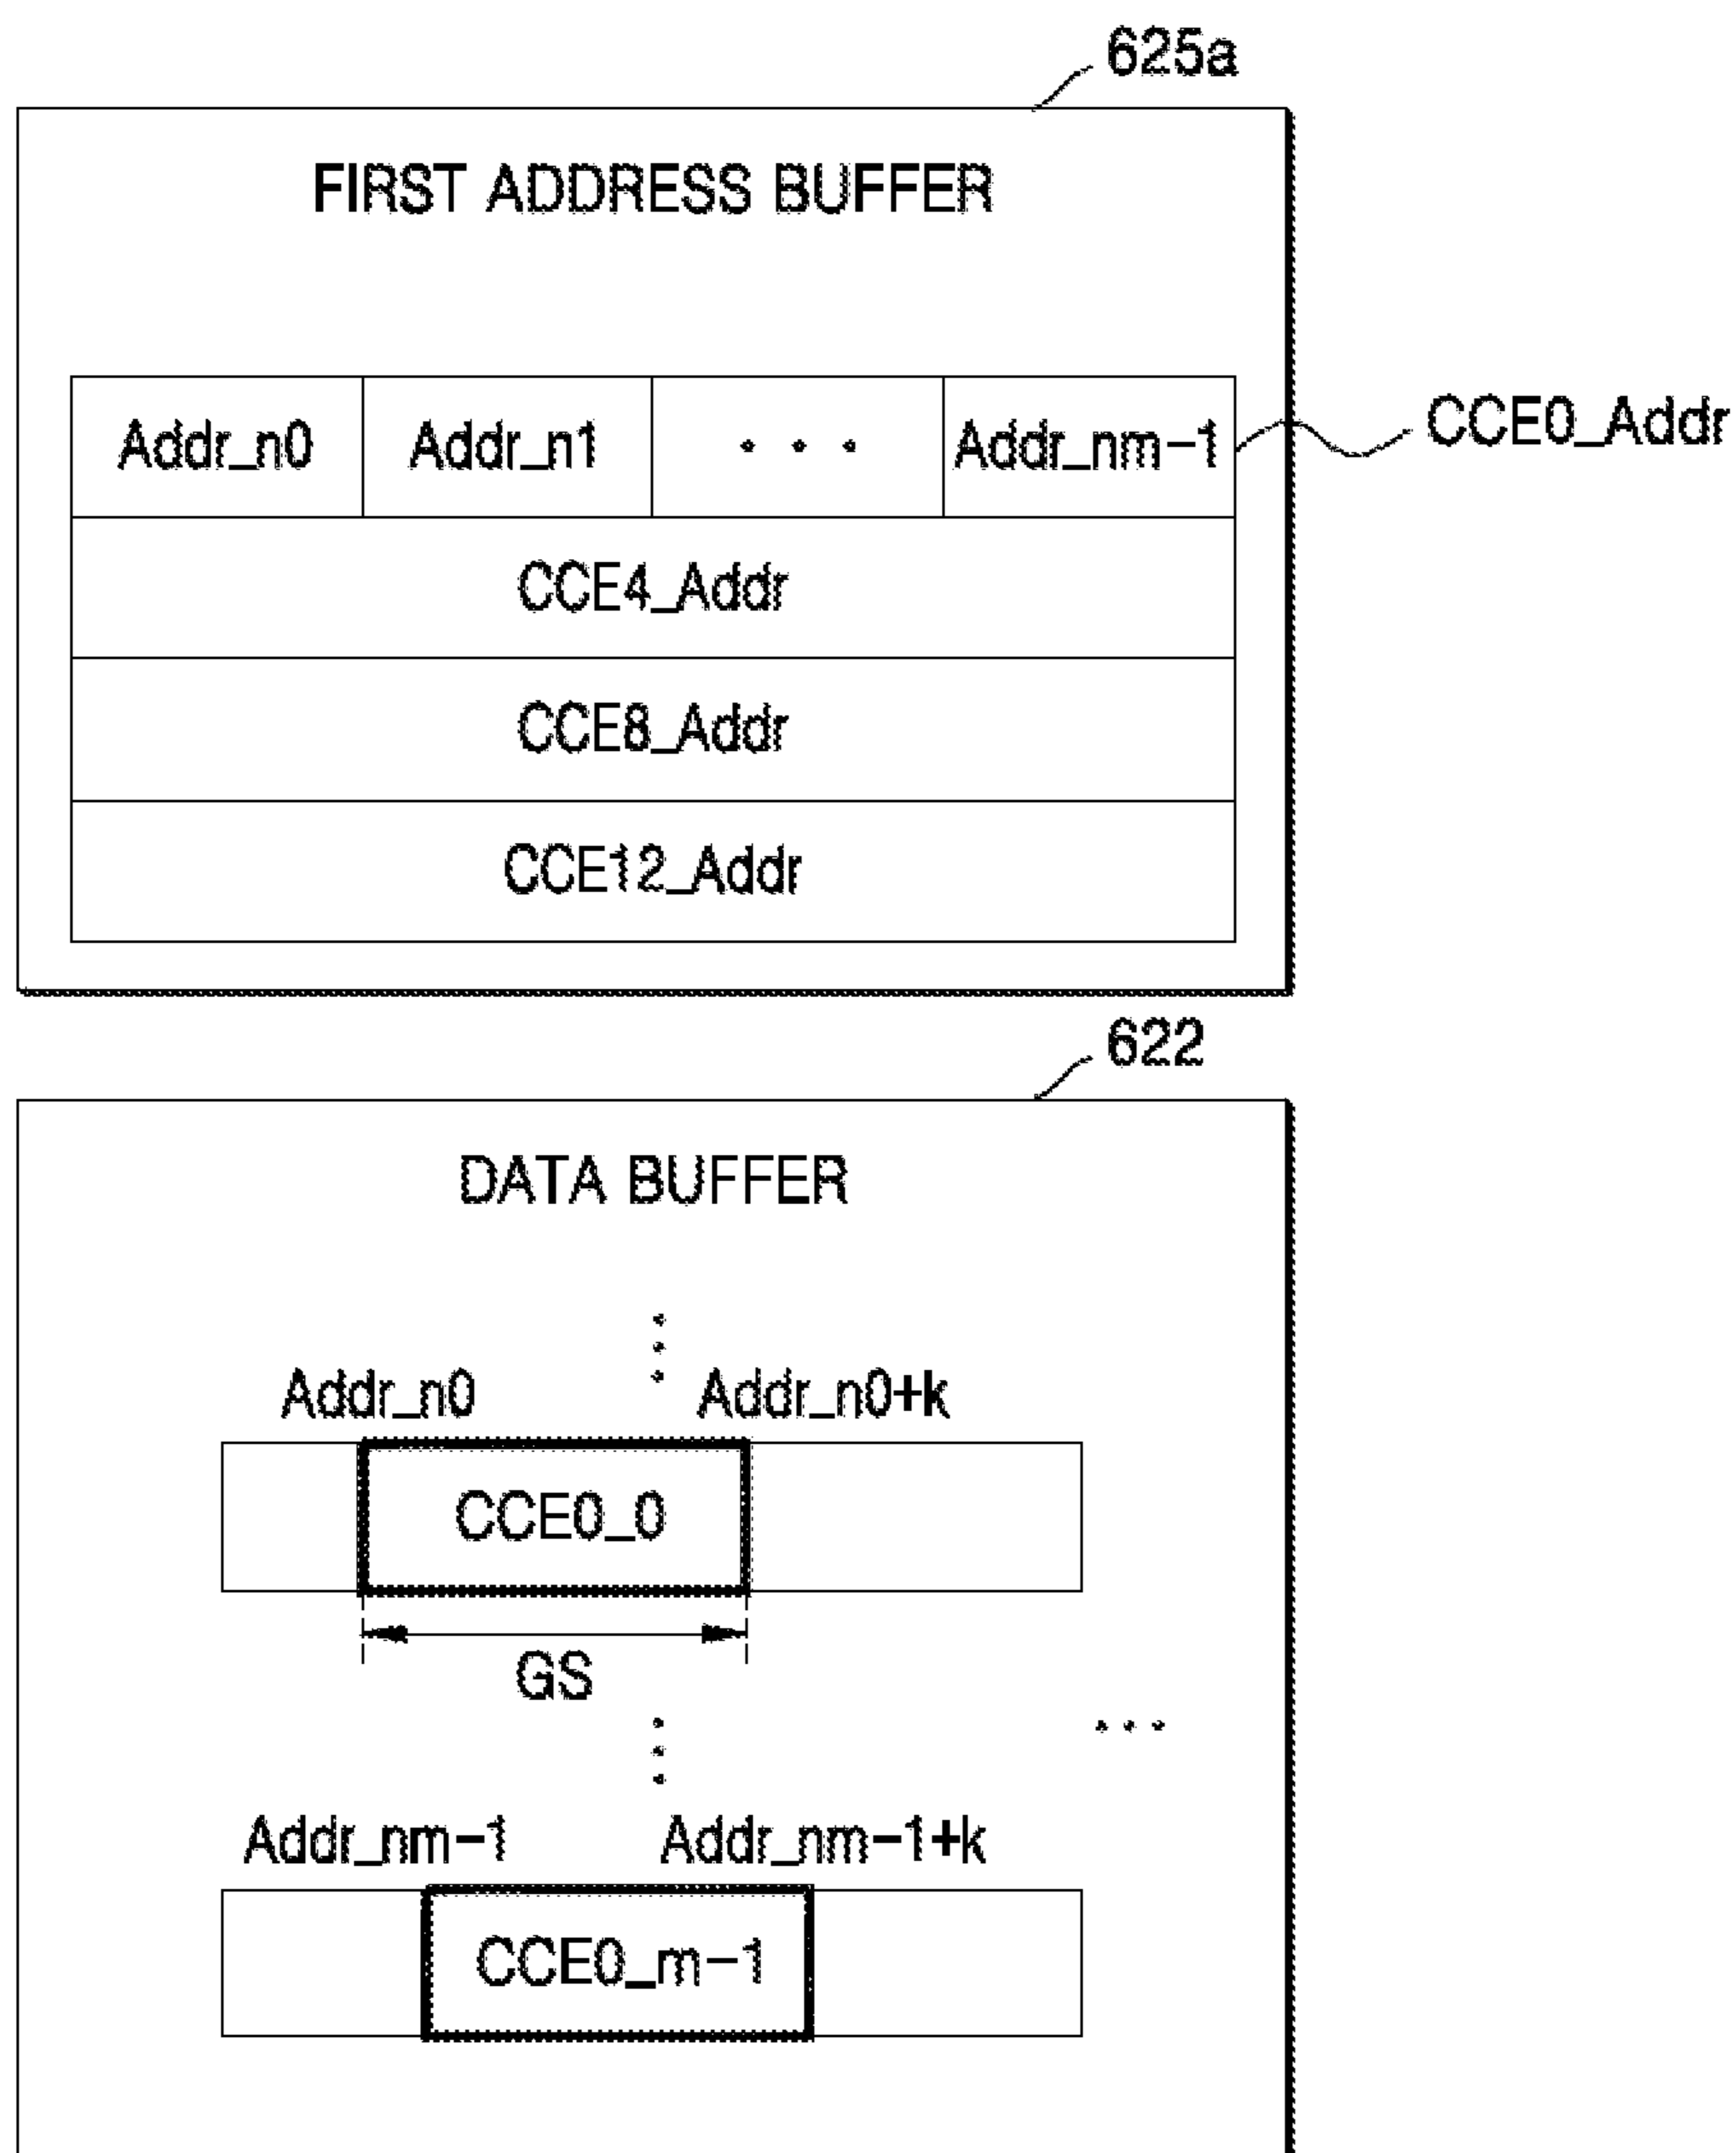 625a
FIRST ADDRESS BUFFER
Addr_n0 Addr_n1 ... Addr_nm-1 CCE0_Addr
CCE4_Addr
CCE8_Addr
CCE12_Addr
622
DATA BUFFER
Addr_n0 Addr_n0+k
CCE0_0
GS
...
Addr_nm-1 Addr_nm-1+k
CCE0_m-1